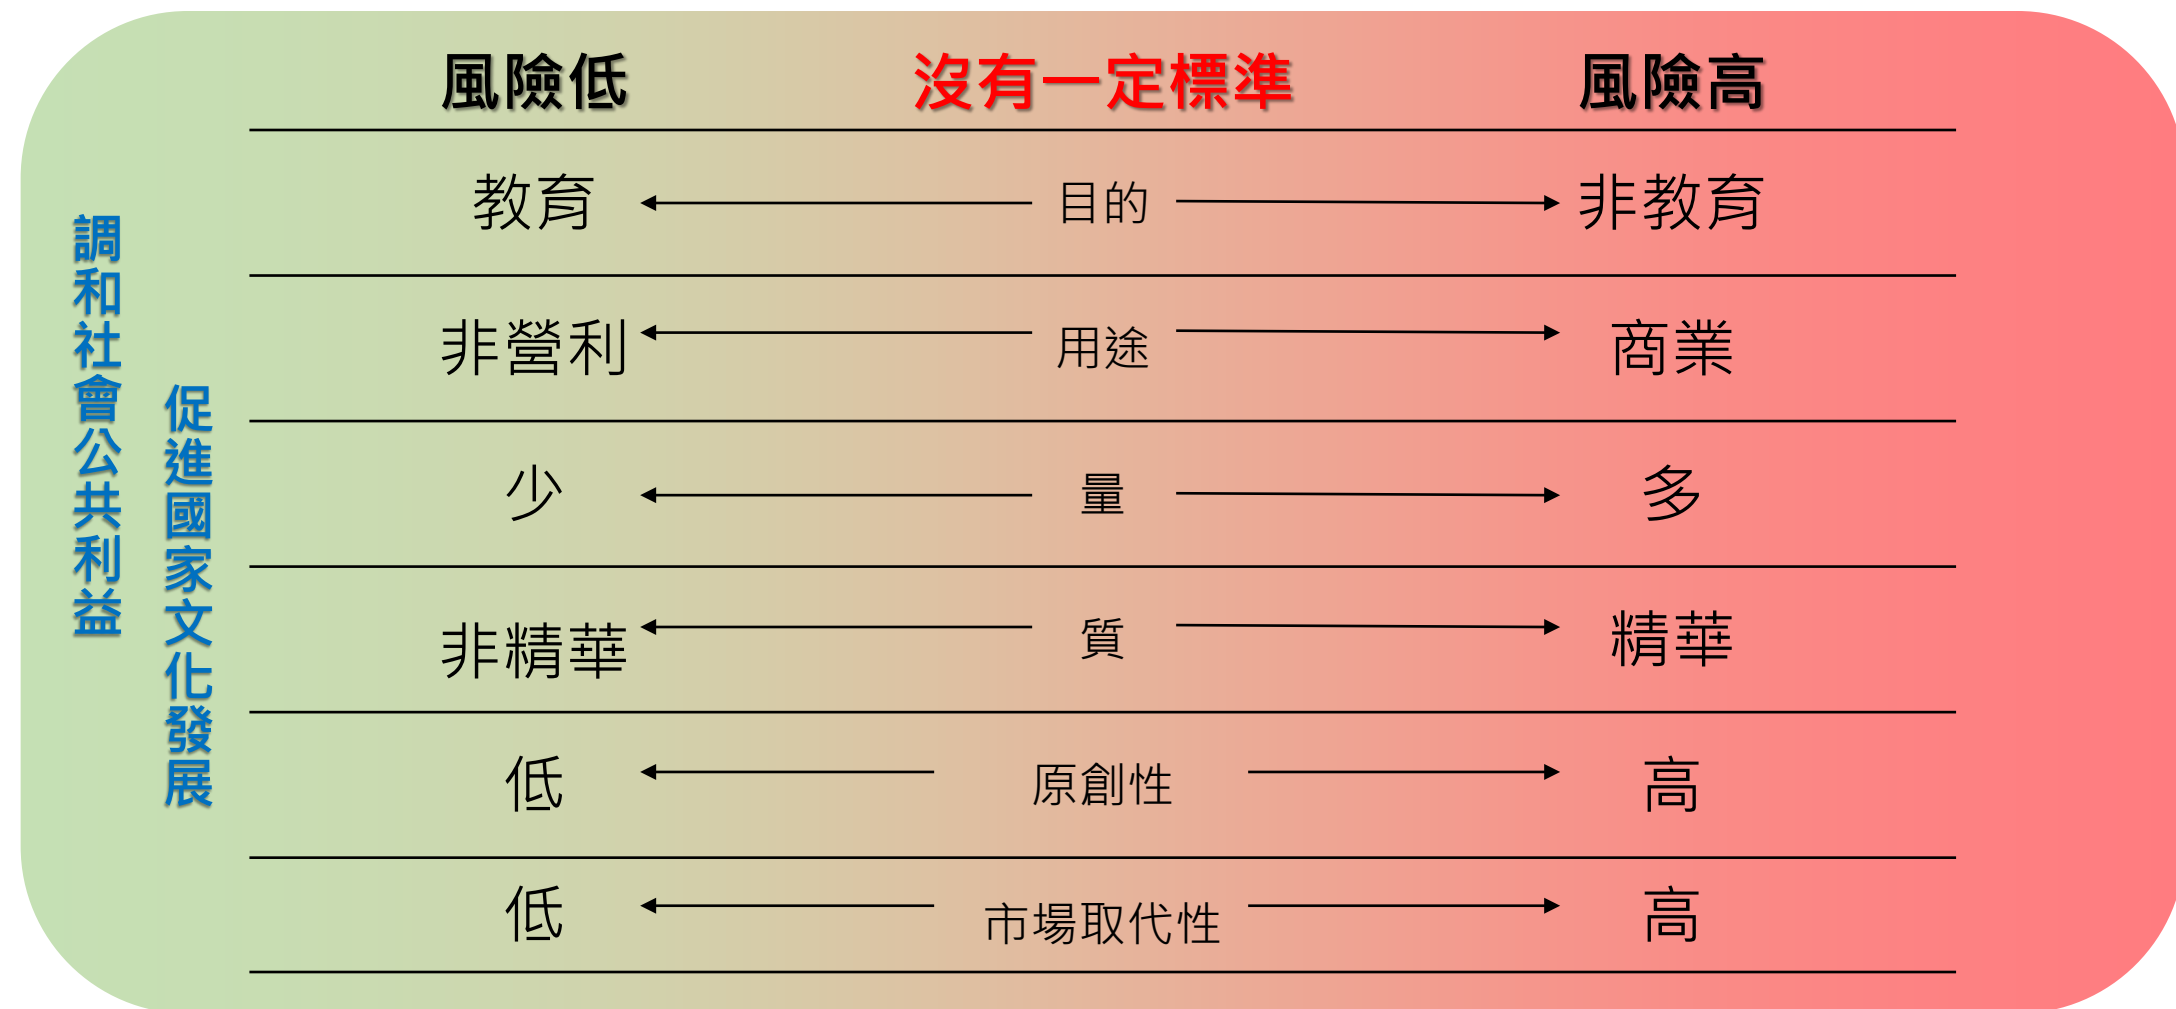 風險低 沒有一定標準 風險高
教育 目的 非教育
非營利 用途 商業
少 量 多
非精華 質 精華
低 原創性 高
低 市場取代性 高
調和社會公共利益
促進國家文化發展